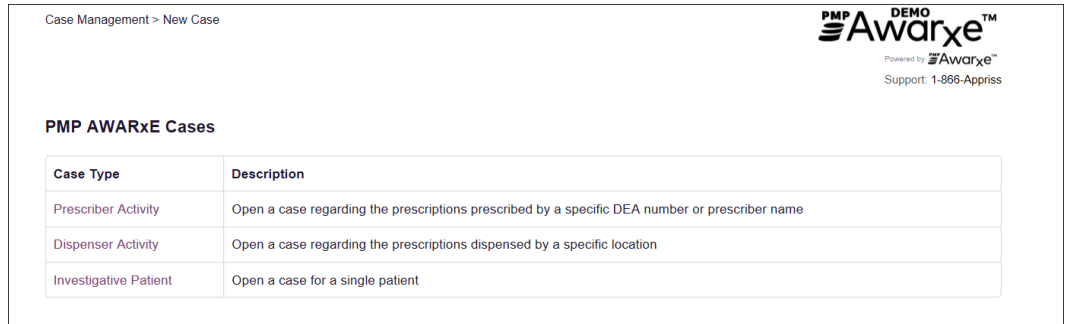 Case Management > New Case
DEMO
PMP AWARxE™
Powered by PMP AWARxE™
Support: 1-866-Appriss
PMP AWARxE Cases
Case Type Description
Prescriber Activity Open a case regarding the prescriptions prescribed by a specific DEA number or prescriber name
Dispenser Activity Open a case regarding the prescriptions dispensed by a specific location
Investigative Patient Open a case for a single patient